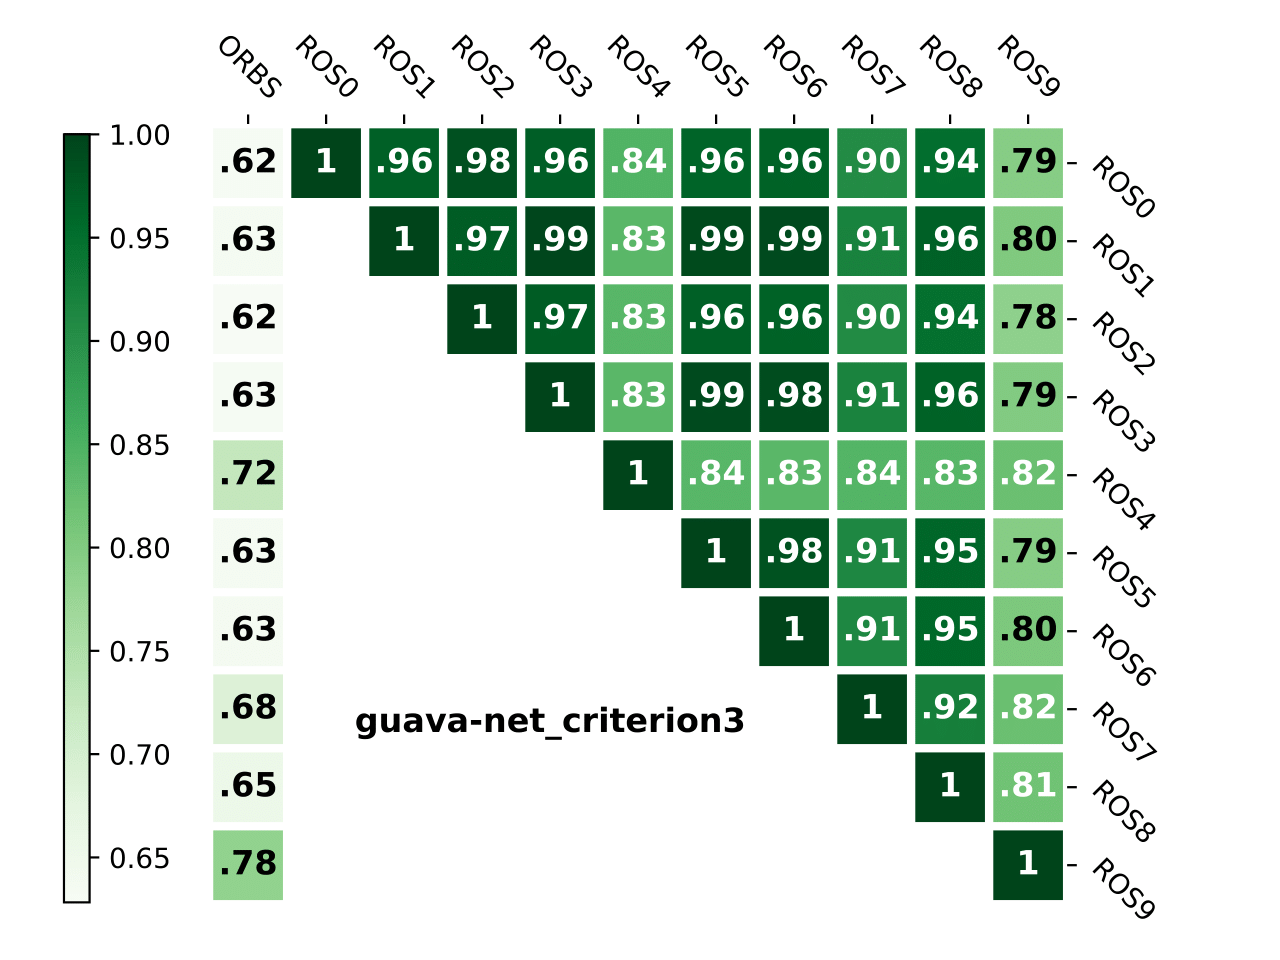 ORBS ROS0 ROS1 ROS2 ROS3 ROS4 ROS5 ROS6 ROS7 ROS8 ROS9
1.00
0.95
0.90
0.85
0.80
0.75
0.70
0.65
.62 1 .96 .98 .96 .84 .96 .96 .90 .94 .79 ROS0
.63 1 .97 .99 .83 .99 .99 .91 .96 .80 ROS1
.62 1 .97 .83 .96 .96 .90 .94 .78 ROS2
.63 1 .83 .99 .98 .91 .96 .79 ROS3
.72 1 .84 .83 .84 .83 .82 ROS4
.63 1 .98 .91 .95 .79 ROS5
.63 1 .91 .95 .80 ROS6
.68 1 .92 .82 ROS7
guava-net_criterion3
.65 1 .81 ROS8
.78 1 ROS9